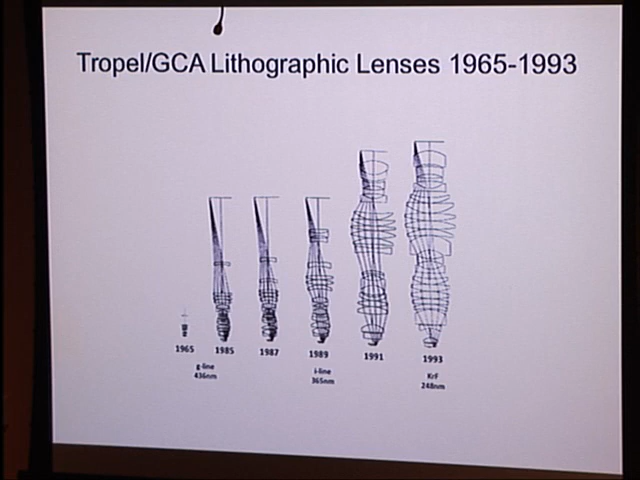 Tropel/GCA Lithographic Lenses 1965-1993
1965 1985 1987 1989 1991 1993
g-line i-line KrF
436nm 365nm 248nm